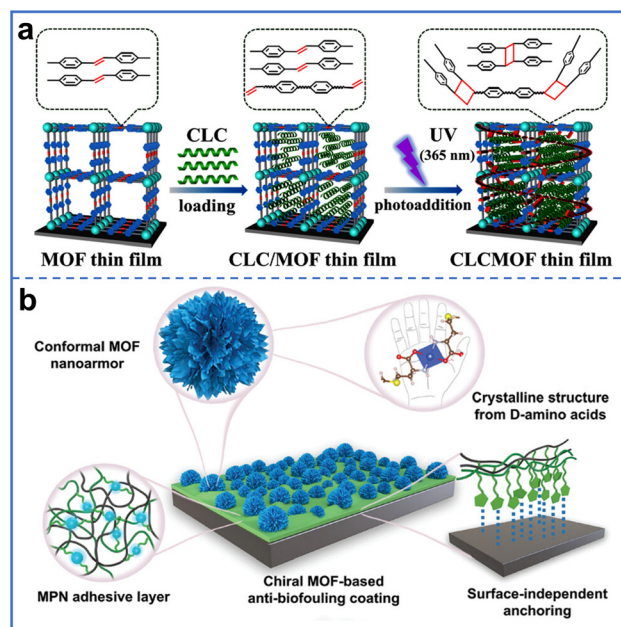 a
CLC
loading
UV
(365 nm)
photoaddition
MOF thin film
CLC/MOF thin film
CLCMOF thin film
b
Conformal MOF
nanoarmor
Crystalline structure
from D-amino acids
MPN adhesive layer
Chiral MOF-based
anti-biofouling coating
Surface-independent
anchoring